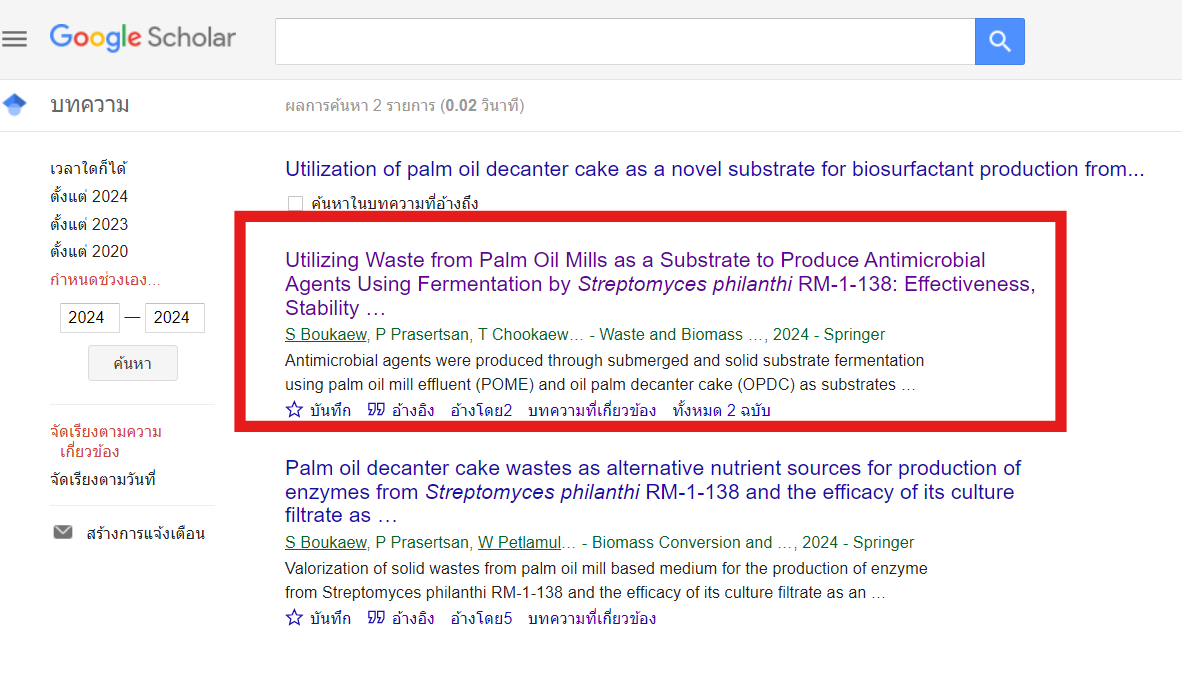 Google Scholar
บทความ
ผลการค้นหา 2 รายการ (0.02 วินาที)
เวลาใดก็ได้
ตั้งแต่ 2024
ตั้งแต่ 2023
ตั้งแต่ 2020
กำหนดช่วงเอง...
2024 — 2024
ค้นหา
จัดเรียงตามความ
เกี่ยวข้อง
จัดเรียงตามวันที่
สร้างการแจ้งเตือน
Utilization of palm oil decanter cake as a novel substrate for biosurfactant production from...
ค้นหาในบทความที่อ้างถึง
Utilizing Waste from Palm Oil Mills as a Substrate to Produce Antimicrobial
Agents Using Fermentation by Streptomyces philanthi RM-1-138: Effectiveness,
Stability …
S Boukaew, P Prasertsan, T Chookaew… - Waste and Biomass …, 2024 - Springer
Antimicrobial agents were produced through submerged and solid substrate fermentation
using palm oil mill effluent (POME) and oil palm decanter cake (OPDC) as substrates …
บันทึก อ้างอิง อ้างโดย2 บทความที่เกี่ยวข้อง ทั้งหมด 2 ฉบับ
Palm oil decanter cake wastes as alternative nutrient sources for production of
enzymes from Streptomyces philanthi RM-1-138 and the efficacy of its culture
filtrate as …
S Boukaew, P Prasertsan, W Petlamul… - Biomass Conversion and …, 2024 - Springer
Valorization of solid wastes from palm oil mill based medium for the production of enzyme
from Streptomyces philanthi RM-1-138 and the efficacy of its culture filtrate as an …
บันทึก อ้างอิง อ้างโดย5 บทความที่เกี่ยวข้อง